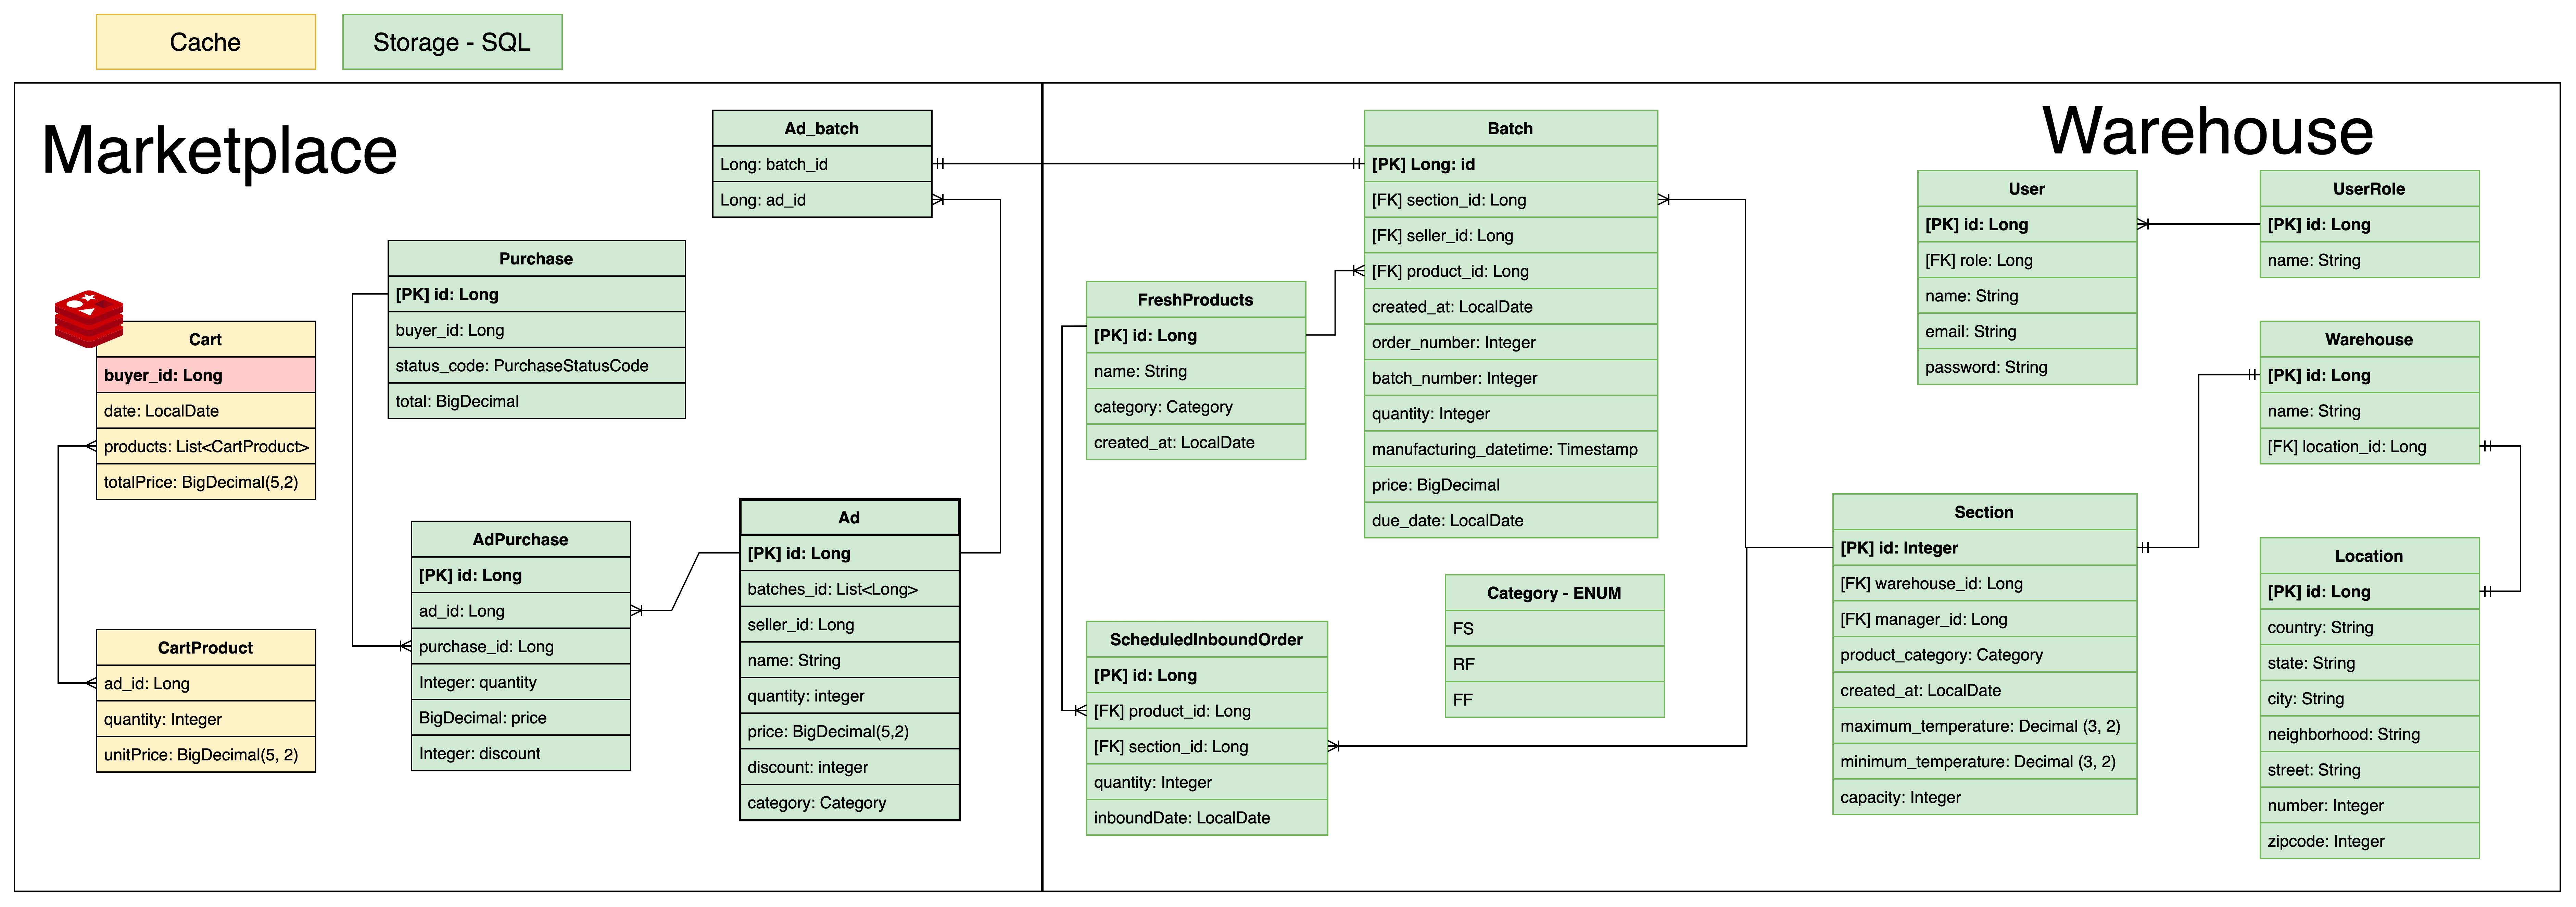 Cache
Storage - SQL
Marketplace
Ad_batch
Long: batch_id
Long: ad_id
Purchase
[PK] id: Long
buyer_id: Long
status_code: PurchaseStatusCode
total: BigDecimal
Cart
buyer_id: Long
date: LocalDate
products: List<CartProduct>
totalPrice: BigDecimal(5,2)
CartProduct
ad_id: Long
quantity: Integer
unitPrice: BigDecimal(5, 2)
AdPurchase
[PK] id: Long
ad_id: Long
purchase_id: Long
Integer: quantity
BigDecimal: price
Integer: discount
Ad
[PK] id: Long
batches_id: List<Long>
seller_id: Long
name: String
quantity: integer
price: BigDecimal(5,2)
discount: integer
category: Category
Warehouse
Batch
[PK] Long: id
[FK] section_id: Long
[FK] seller_id: Long
[FK] product_id: Long
created_at: LocalDate
order_number: Integer
batch_number: Integer
quantity: Integer
manufacturing_datetime: Timestamp
price: BigDecimal
due_date: LocalDate
FreshProducts
[PK] id: Long
name: String
category: Category
created_at: LocalDate
ScheduledInboundOrder
[PK] id: Long
[FK] product_id: Long
[FK] section_id: Long
quantity: Integer
inboundDate: LocalDate
Category - ENUM
FS
RF
FF
User
[PK] id: Long
[FK] role: Long
name: String
email: String
password: String
UserRole
[PK] id: Long
name: String
Warehouse
[PK] id: Long
name: String
[FK] location_id: Long
Section
[PK] id: Integer
[FK] warehouse_id: Long
[FK] manager_id: Long
product_category: Category
created_at: LocalDate
maximum_temperature: Decimal (3, 2)
minimum_temperature: Decimal (3, 2)
capacity: Integer
Location
[PK] id: Long
country: String
state: String
city: String
neighborhood: String
street: String
number: Integer
zipcode: Integer